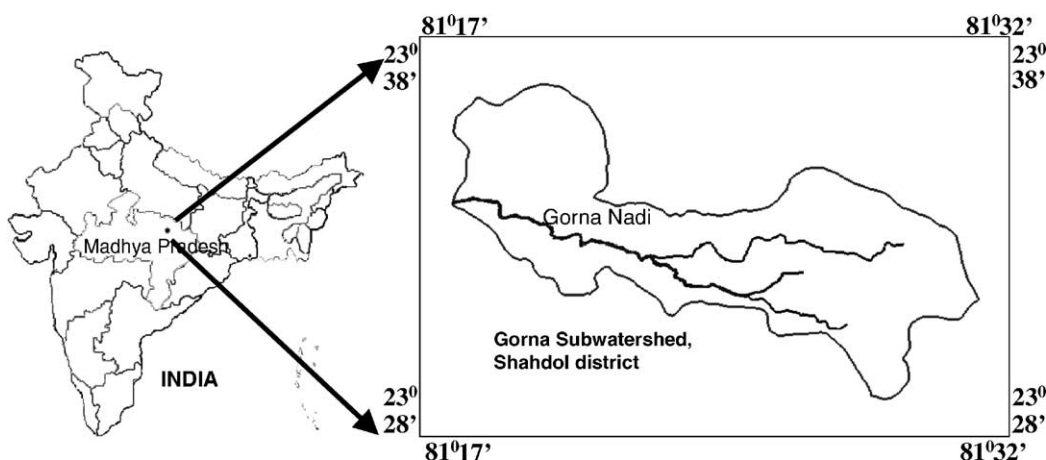 81⁰17’
81⁰32’
23⁰
38’
23⁰
38’
Gorna Nadi
Madhya Pradesh
Gorna Subwatershed,
Shahdol district
INDIA
23⁰
28’
23⁰
28’
81⁰17’
81⁰32’